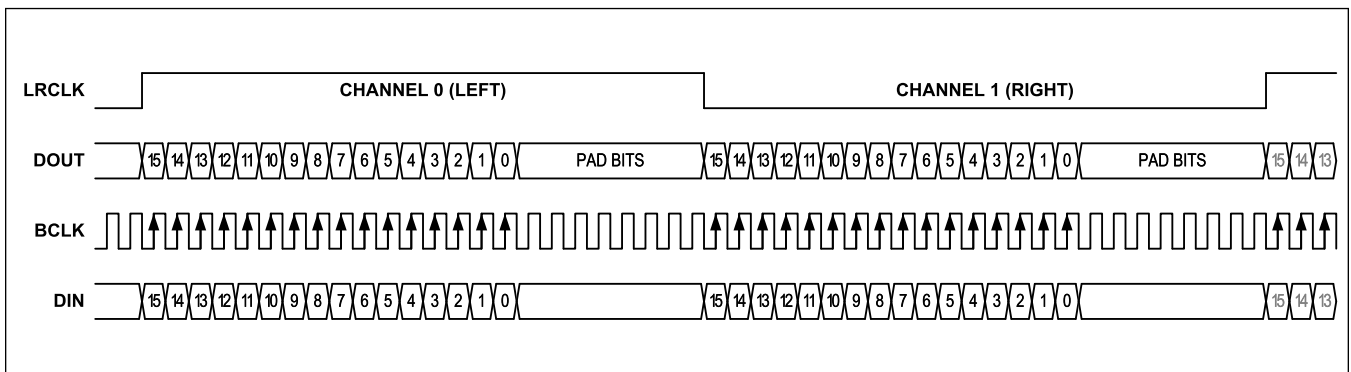 LRCLK CHANNEL 0 (LEFT) CHANNEL 1 (RIGHT)
DOUT 15 14 13 12 11 10 9 8 7 6 5 4 3 2 1 0 PAD BITS 15 14 13 12 11 10 9 8 7 6 5 4 3 2 1 0 PAD BITS 15 14 13
BCLK
DIN 15 14 13 12 11 10 9 8 7 6 5 4 3 2 1 0 15 14 13 12 11 10 9 8 7 6 5 4 3 2 1 0 15 14 13